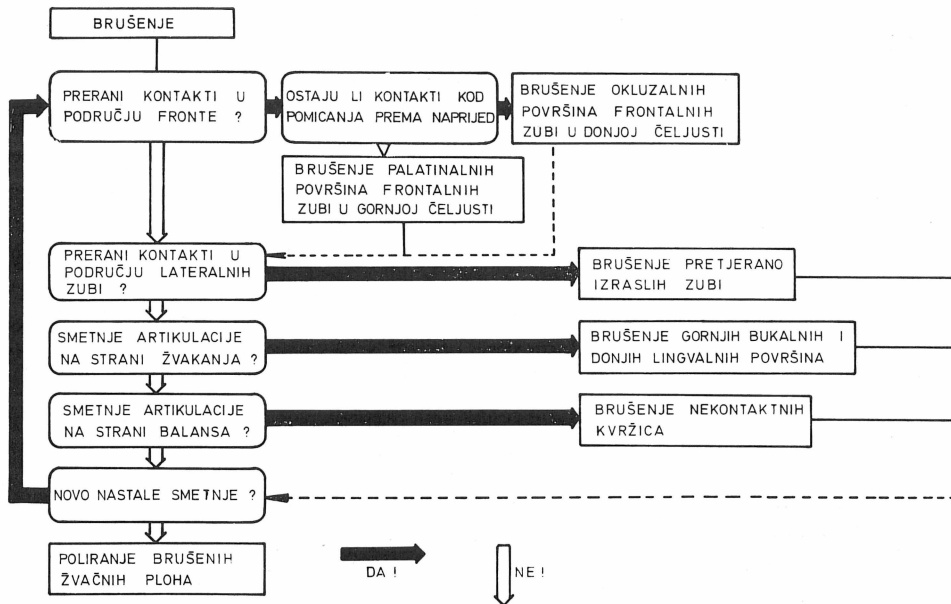 BRUŠENJE
PRERANI KONTAKTI U
PODRUČJU FRONTE ?
OSTAJU LI KONTAKTI KOD
POMICANJA PREMA NAPRIJED
BRUŠENJE OKLUZALNIH
POVRŠINA FRONTALNIH
ZUBI U DONJOJ ČELJUSTI
BRUŠENJE PALATINALNIH
POVRŠINA FRONTALNIH
ZUBI U GORNJOJ ČELJUSTI
PRERANI KONTAKTI U
PODRUČJU LATERALNIH
ZUBI ?
BRUŠENJE PRETJERANO
IZRASLIH ZUBI
SMETNJE ARTIKULACIJE
NA STRANI ŽVAKANJA ?
BRUŠENJE GORNJIH BUKALNIH I
DONJIH LINGVALNIH POVRŠINA
SMETNJE ARTIKULACIJE
NA STRANI BALANSA ?
BRUŠENJE NEKONTAKTNIH
KVRŽICA
NOVO NASTALE SMETNJE ?
POLIRANJE BRUŠENIH
ŽVAČNIH PLOHA
DA !
NE !